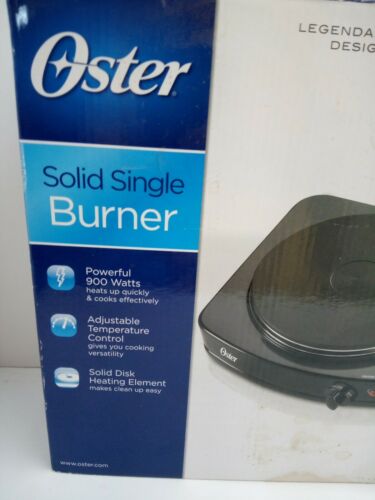 Oster
LEGENDA
DESIG
Solid Single
Burner
Powerful
900 Watts
heats up quickly
& cooks effectively
Adjustable
Temperature
Control
gives you cooking
versatility
Solid Disk
Heating Element
makes clean up easy
Oster
www.oster.com